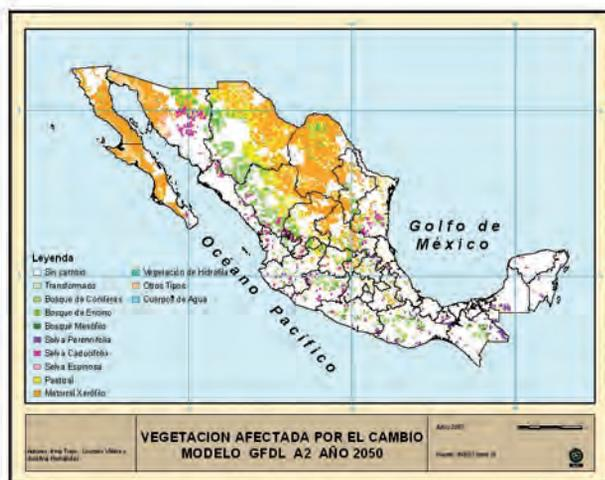 Golfo de
México
Océano Pacífico
Leyenda
Sin cambio
Transformado
Bosque de Coníferas
Bosque de Encino
Bosque Mesófilo
Selva Perennifolia
Selva Caducifolia
Selva Espinosa
Pastizal
Matorral Xerófilo
Vegetación de Hidrófila
Otros Tipos
Cuerpos de Agua
VEGETACION AFECTADA POR EL CAMBIO
MODELO GFDL A2 AÑO 2050